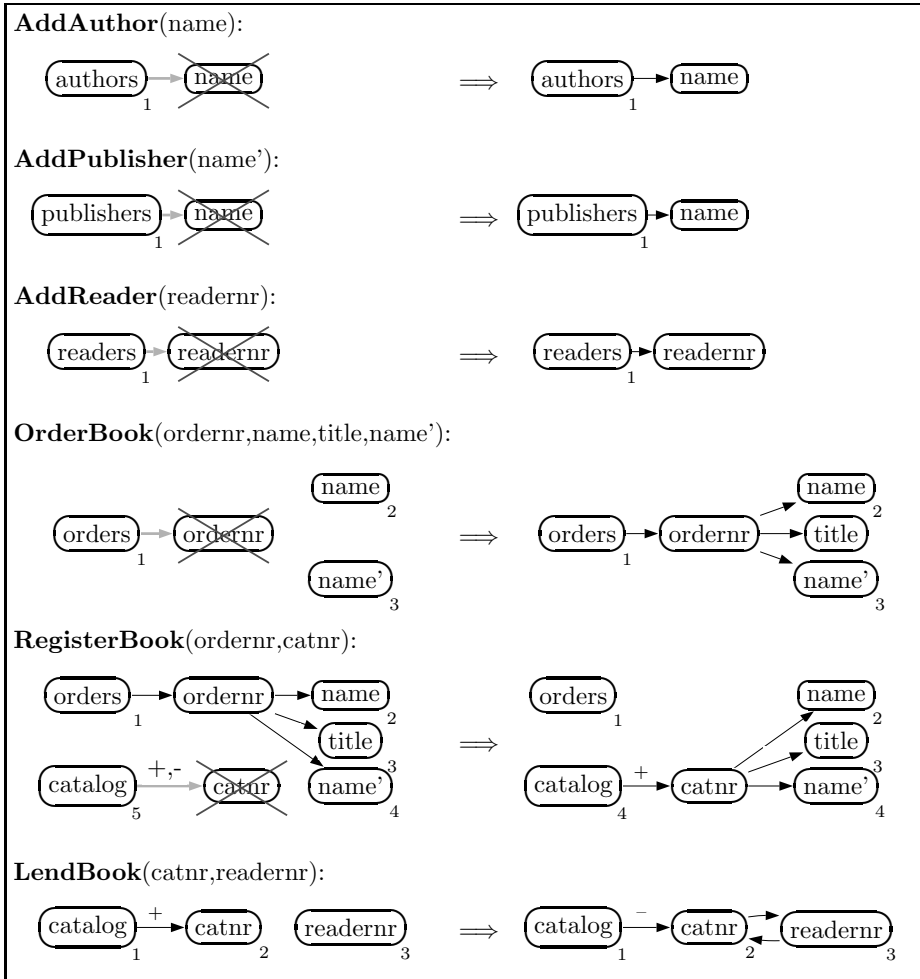 AddAuthor(name):
authors name ⟹ authors name
1 1
AddPublisher(name'):
publishers name ⟹ publishers name
1 1
AddReader(readernr):
readers readernr ⟹ readers readernr
1 1
OrderBook(ordernr,name,title,name'):
name name
2 2
orders ordernr ⟹ orders ordernr title
1 1
name' name'
3 3
RegisterBook(ordernr,catnr):
orders ordernr name orders name
1 2 1 2
title ⟹ title
3 3
+,- +
catalog catnr name' catalog catnr name'
5 4 4 4
LendBook(catnr,readernr):
+ −
catalog catnr readernr ⟹ catalog catnr readernr
1 2 3 1 2 3